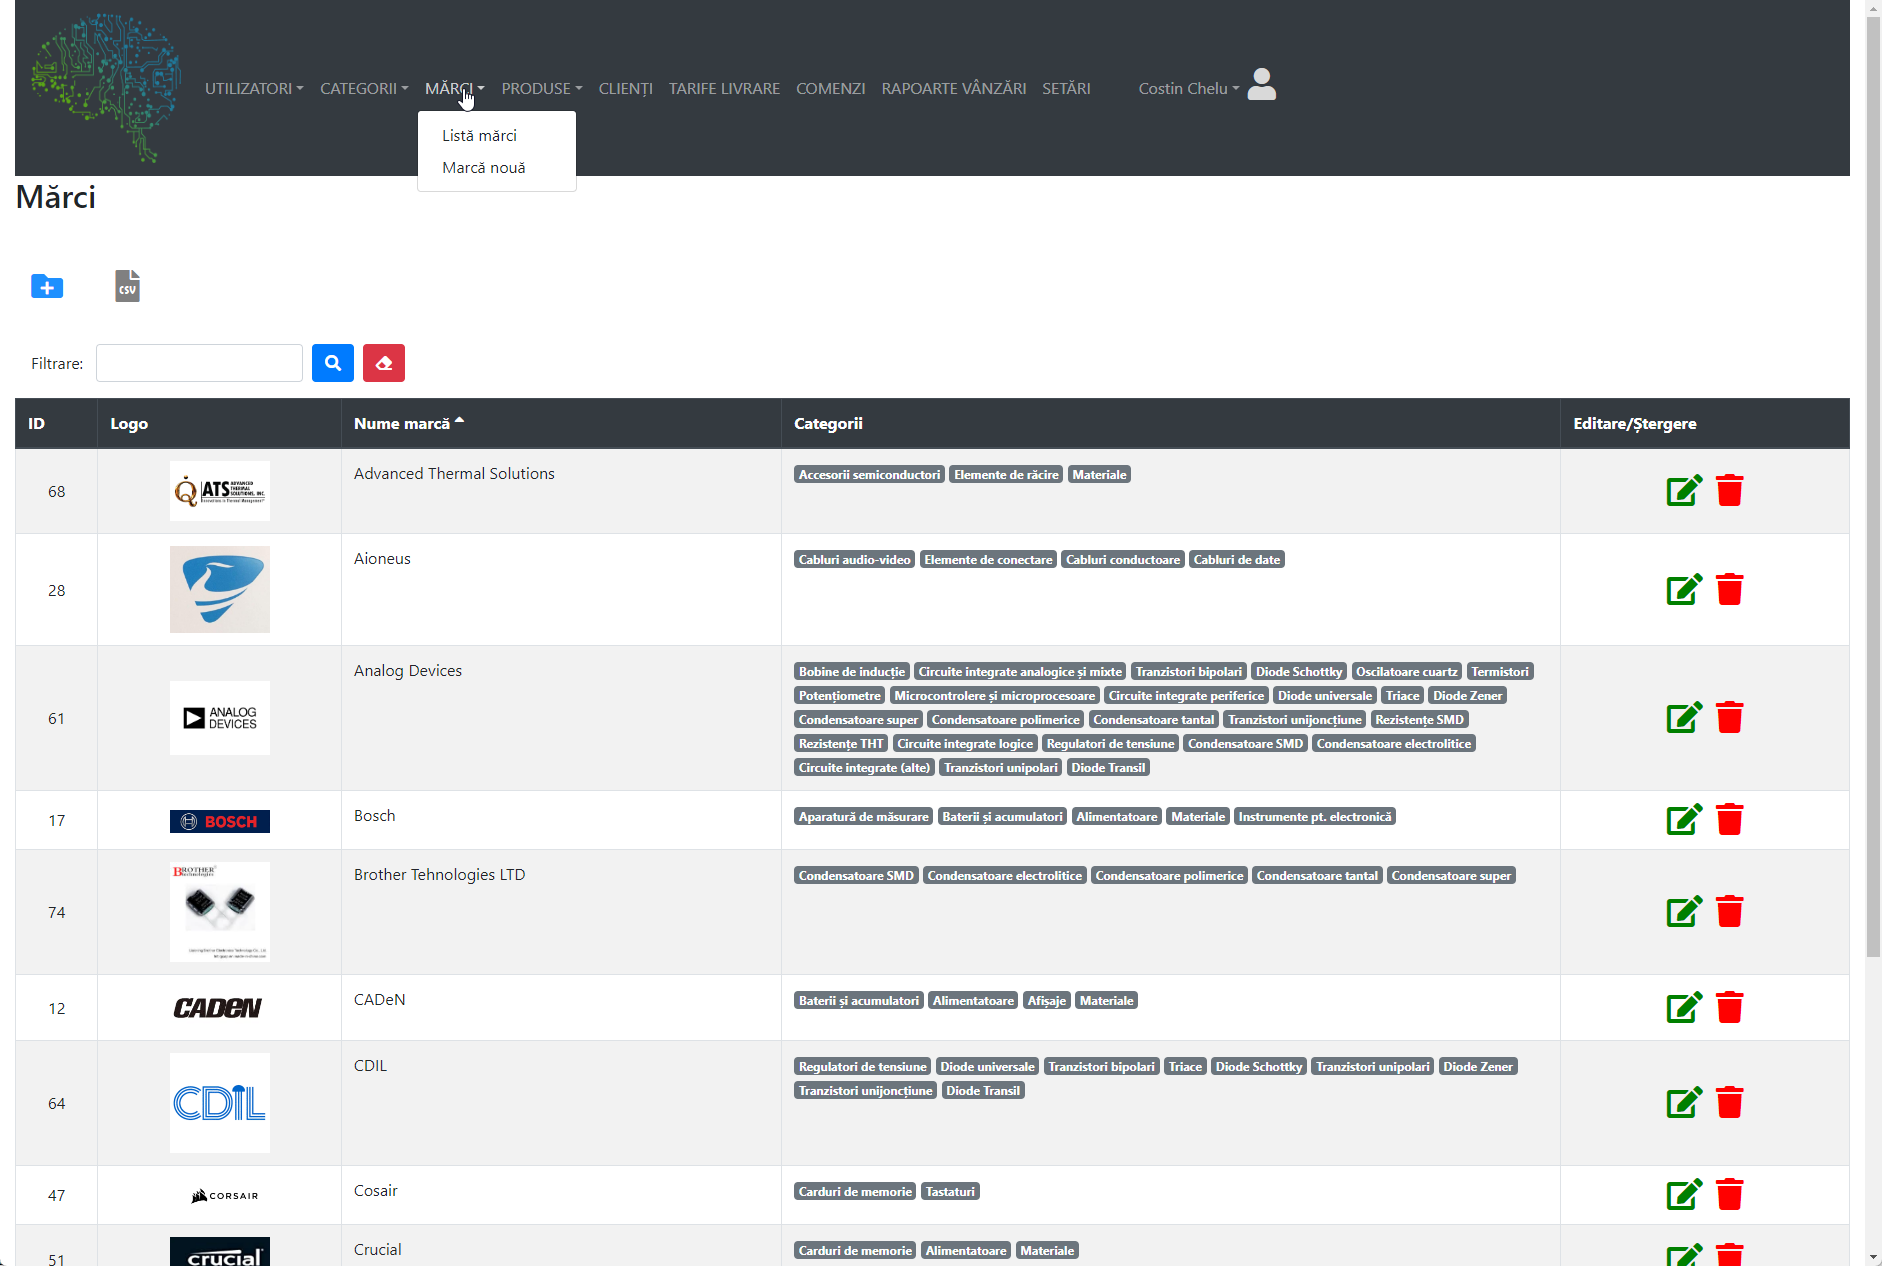 UTILIZATORI CATEGORII MĂRCI PRODUSE CLIENȚI TARIFE LIVRARE COMENZI RAPOARTE VÂNZĂRI SETĂRI Costin Chelu
Listă mărci
Marcă nouă
Mărci
CSV
Filtrare:
ID Logo Nume marcă Categorii Editare/Ștergere
68 ATS ADVANCED THERMAL SOLUTIONS, INC. Advanced Thermal Solutions Accesorii semiconductori Elemente de răcire Materiale
28 Aioneus Cabluri audio-video Elemente de conectare Cabluri conductoare Cabluri de date
61 ANALOG DEVICES Analog Devices Bobine de inducție Circuite integrate analogice și mixte Tranzistori bipolari Diode Schottky Oscilatoare cuartz Termistori
Potențiometre Microcontrolere și microprocesoare Circuite integrate periferice Diode universale Triace Diode Zener
Condensatoare super Condensatoare polimerice Condensatoare tantal Tranzistori unijoncțiune Rezistențe SMD
Rezistențe THT Circuite integrate logice Regulatori de tensiune Condensatoare SMD Condensatoare electrolitice
Circuite integrate (alte) Tranzistori unipolari Diode Transil
17 BOSCH Bosch Aparatură de măsurare Baterii și acumulatori Alimentatoare Materiale Instrumente pt. electronică
74 BROTHER Brother Tehnologies LTD Condensatoare SMD Condensatoare electrolitice Condensatoare polimerice Condensatoare tantal Condensatoare super
12 CADEN CADeN Baterii și acumulatori Alimentatoare Afișaje Materiale
64 CDIL CDIL Regulatori de tensiune Diode universale Tranzistori bipolari Triace Diode Schottky Tranzistori unipolari Diode Zener
Tranzistori unijoncțiune Diode Transil
47 CORSAIR Cosair Carduri de memorie Tastaturi
51 crucial Crucial Carduri de memorie Alimentatoare Materiale